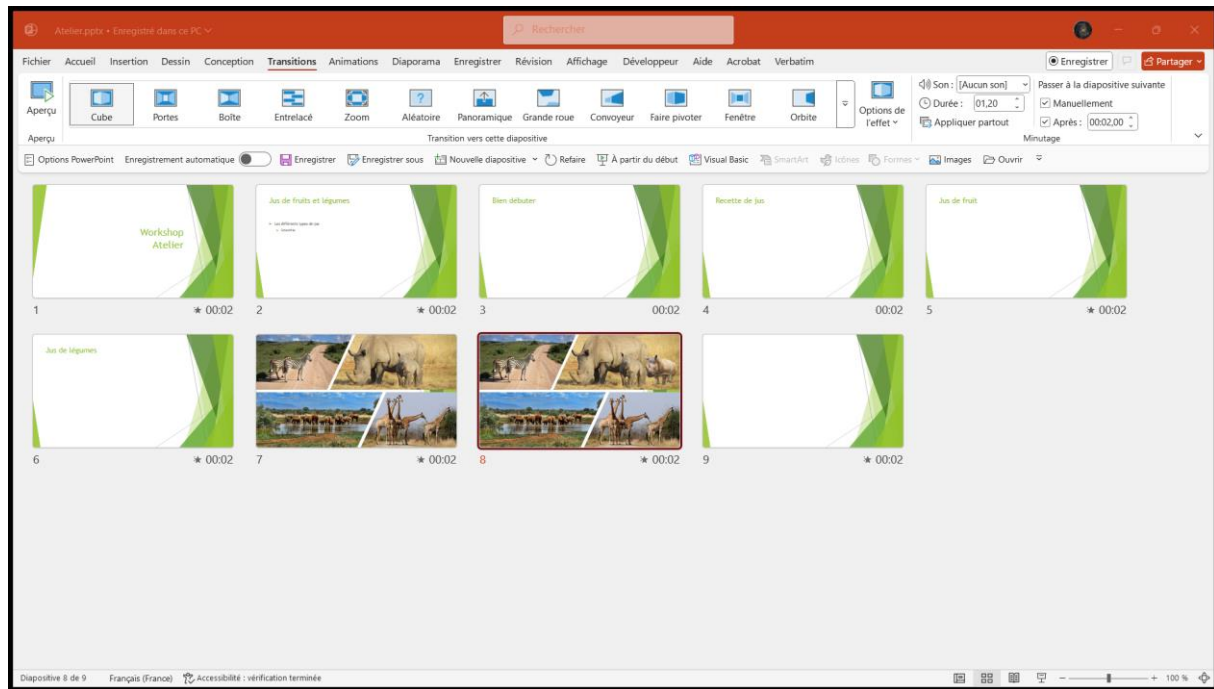 Atelier.pptx • Enregistré dans ce PC
Rechercher
Fichier Accueil Insertion Dessin Conception Transitions Animations Diaporama Enregistrer Révision Affichage Développeur Aide Acrobat Verbatim
Enregistrer
Partager
Aperçu
Cube
Portes
Boîte
Entrelacé
Zoom
Aléatoire
Panoramique
Grande roue
Convoyeur
Faire pivoter
Fenêtre
Orbite
Options de
l'effet
Son : [Aucun son]
Durée : 01,20
Appliquer partout
Passer à la diapositive suivante
Manuellement
Après : 00:02,00
Aperçu
Transition vers cette diapositive
Minutage
Options PowerPoint Enregistrement automatique Enregistrer Enregistrer sous Nouvelle diapositive Refaire À partir du début Visual Basic SmartArt Icônes Formes Images Ouvrir
Workshop
Atelier
1 00:02
Jus de fruits et légumes
Les différents types de jus
2 00:02
Bien débuter
3 00:02
Recette de jus
4 00:02
Jus de fruit
5 00:02
Jus de légumes
6 00:02
7 00:02
8 00:02
9 00:02
Diapositive 8 de 9 Français (France) Accessibilité : vérification terminée
100 %